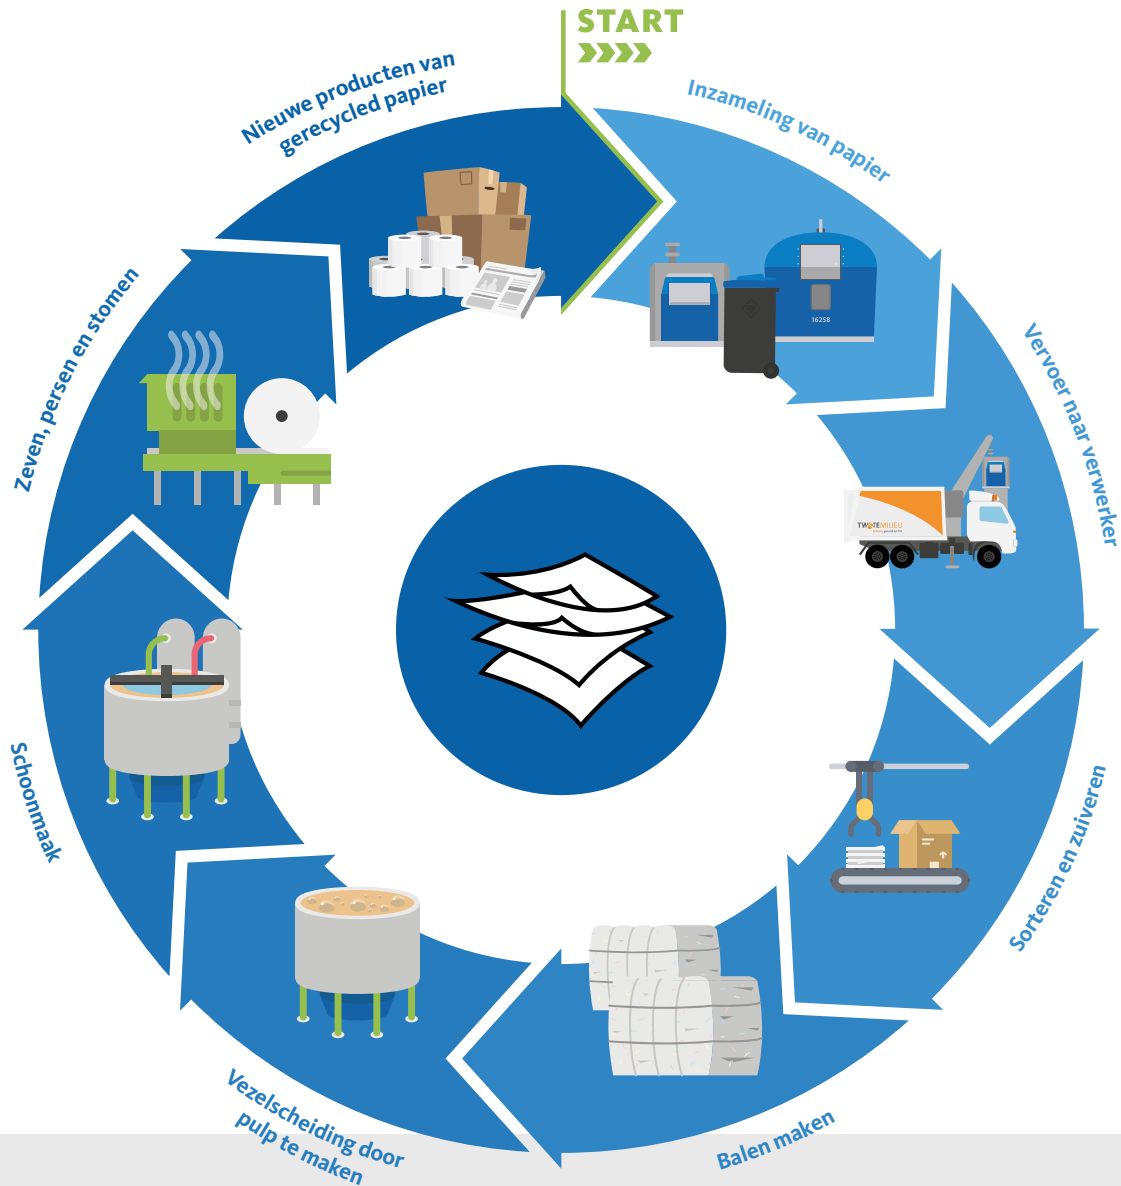 START
Inzameling van papier
16258
Vervoer naar verwerker
TWENTEMILIEU
Sorteren en zuiveren
Balen maken
Vezelscheiding door
pulp te maken
Schoonmaak
Zeven, persen en stomen
Nieuwe producten van
gerecycled papier